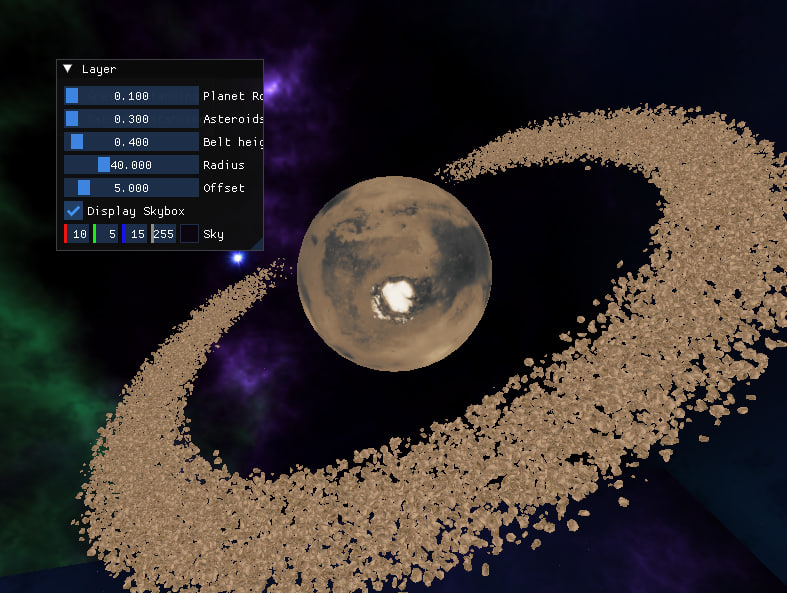 Layer
0.100 Planet Ro
0.300 Asteroids
0.400 Belt heig
40.000 Radius
5.000 Offset
Display Skybox
10 5 15 255 Sky